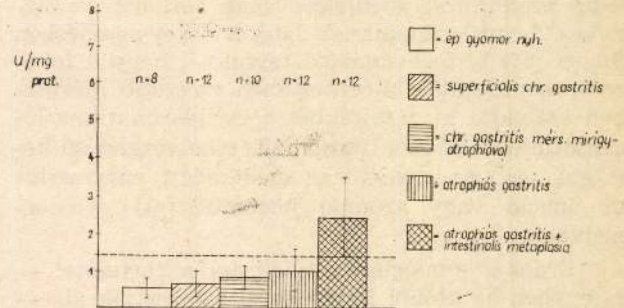 8
7
U/mg
prot.
6
5
4
3
2
1
n=8 n=12 n=10 n=12 n=12
= ép gyomor nyh.
= superficialis chr. gastritis
= chr. gastritis mérs. mirigy-
atrophiával
= atrophiás gastritis
= atrophiás gastritis +
intestinalis metaplasia